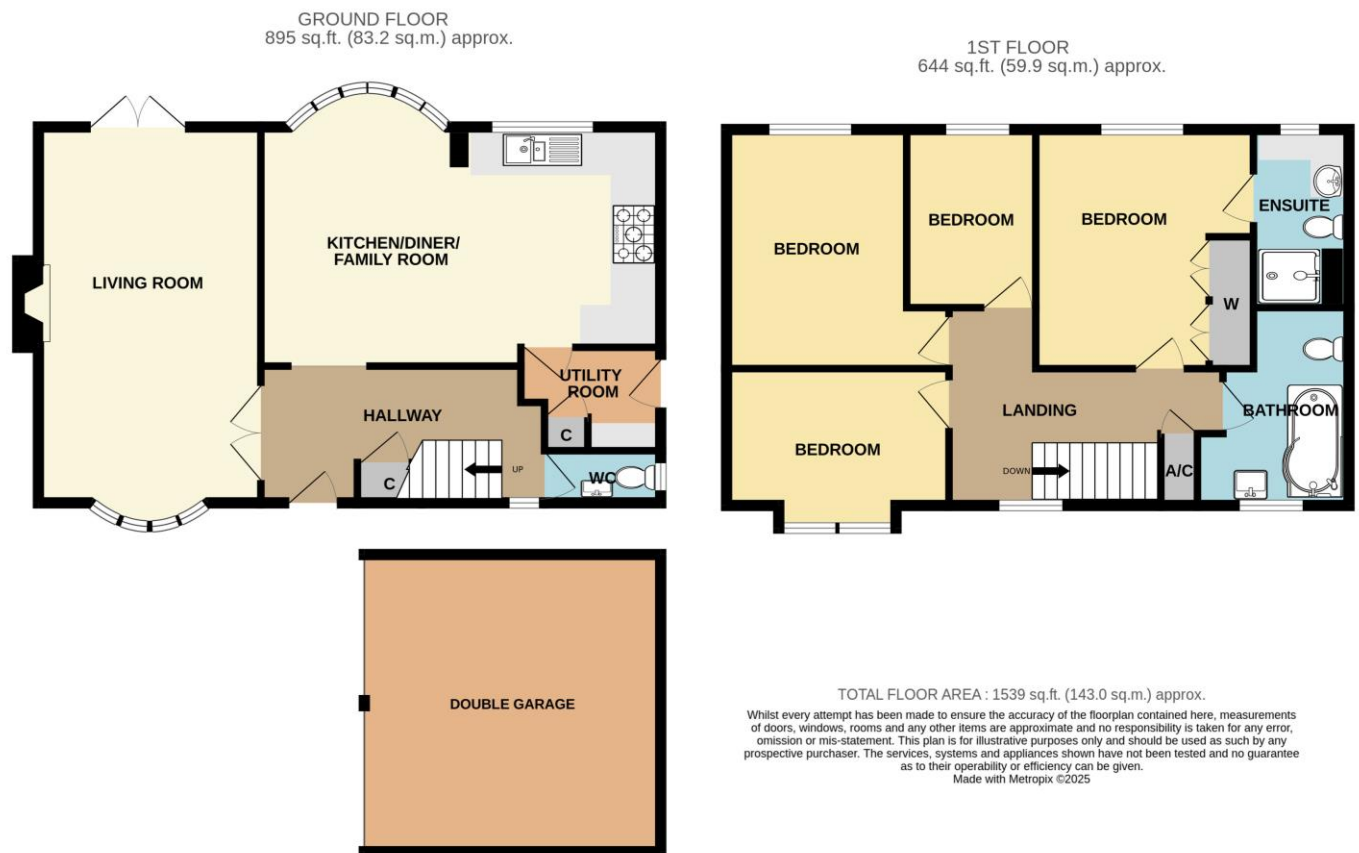 GROUND FLOOR
895 sq.ft. (83.2 sq.m.) approx.
LIVING ROOM
KITCHEN/DINER/
FAMILY ROOM
UTILITY
ROOM
HALLWAY
C
C
UP
WC
DOUBLE GARAGE
1ST FLOOR
644 sq.ft. (59.9 sq.m.) approx.
BEDROOM
BEDROOM
BEDROOM
ENSUITE
W
BEDROOM
LANDING
BATHROOM
DOWN
A/C
TOTAL FLOOR AREA : 1539 sq.ft. (143.0 sq.m.) approx.
Whilst every attempt has been made to ensure the accuracy of the floorplan contained here, measurements
of doors, windows, rooms and any other items are approximate and no responsibility is taken for any error,
omission or mis-statement. This plan is for illustrative purposes only and should be used as such by any
prospective purchaser. The services, systems and appliances shown have not been tested and no guarantee
as to their operability or efficiency can be given.
Made with Metropix ©2025